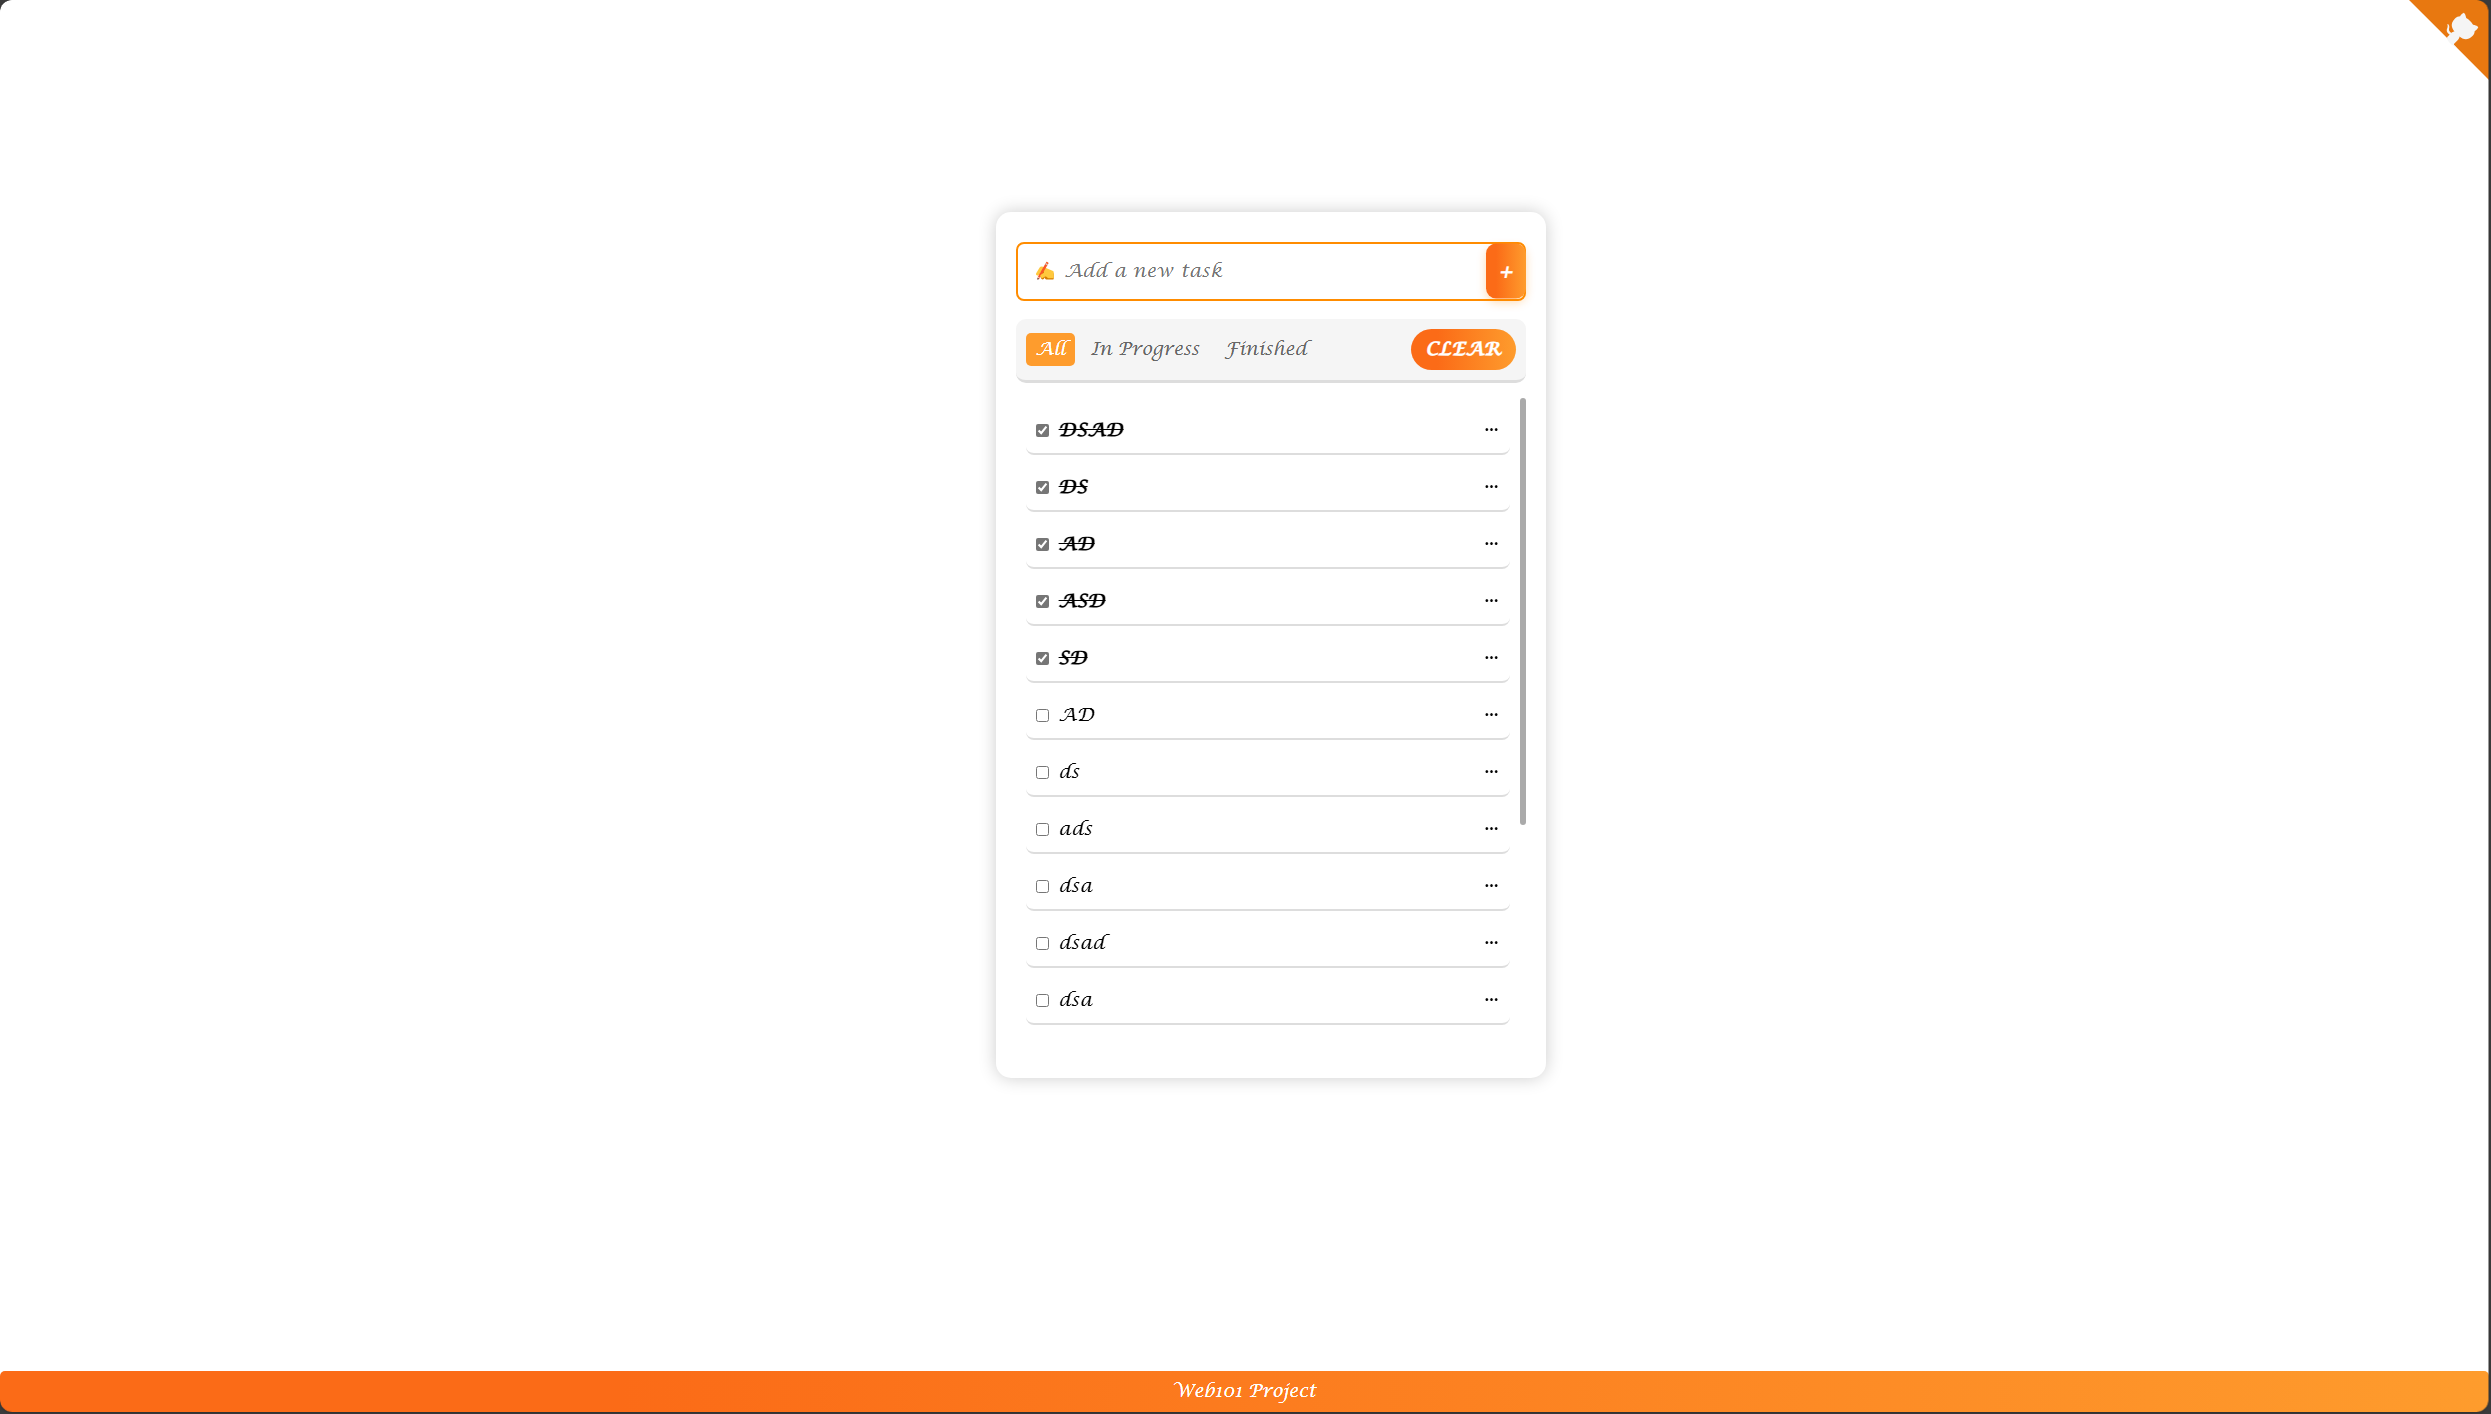 ✍ Add a new task +
All In Progress Finished CLEAR
DSAD ...
DS ...
AD ...
ASD ...
SD ...
AD ...
ds ...
ads ...
dsa ...
dsad ...
dsa ...
Web101 Project